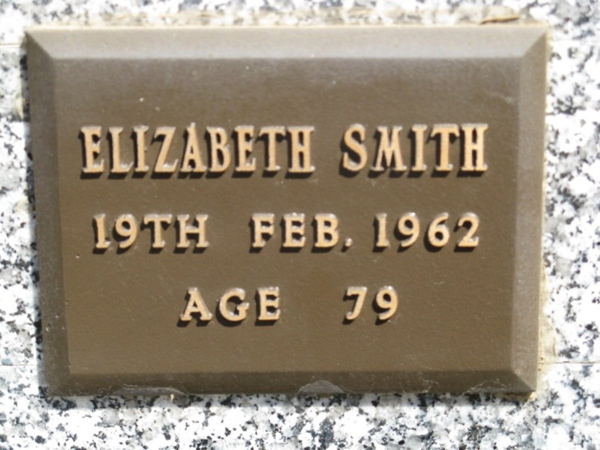 ELIZABETH SMITH
19TH FEB. 1962
AGE 79